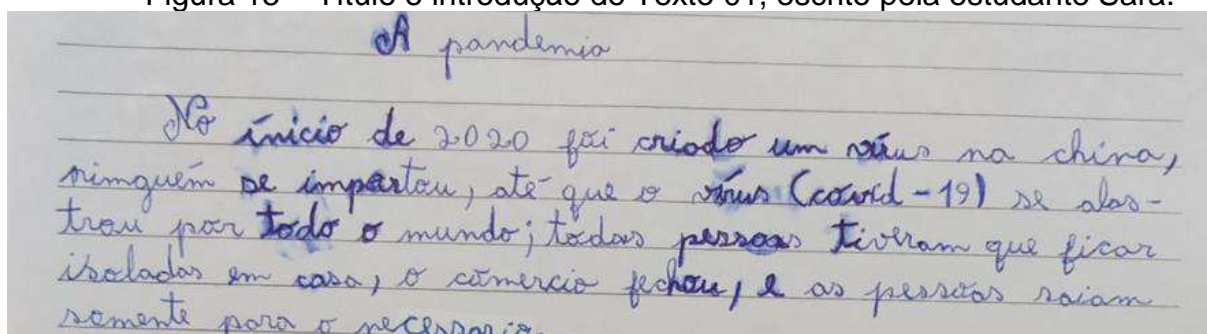 Figura 18 – Título e introdução do Texto 01, escrito pela estudante Sara.
A pandemia
No ínicio de 2020 foi criado um vírus na china,
ninguém se importou, até que o vírus (covid-19) se alas-
trou por todo o mundo; todas pessoas tiveram que ficar
isoladas em casa, o comercio fechou, e as pessoas saiam
somente para o necessario.